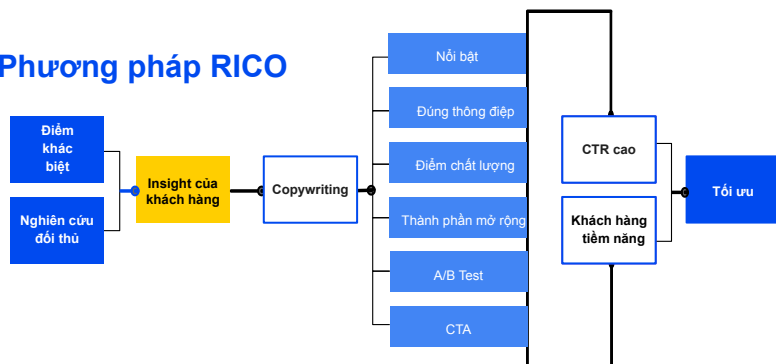 Phương pháp RICO
Điểm
khác
biệt
Nghiên cứu
đối thủ
Insight của
khách hàng
Copywriting
Nổi bật
Đúng thông điệp
Điểm chất lượng
Thành phần mở rộng
A/B Test
CTA
CTR cao
Khách hàng
tiềm năng
Tối ưu